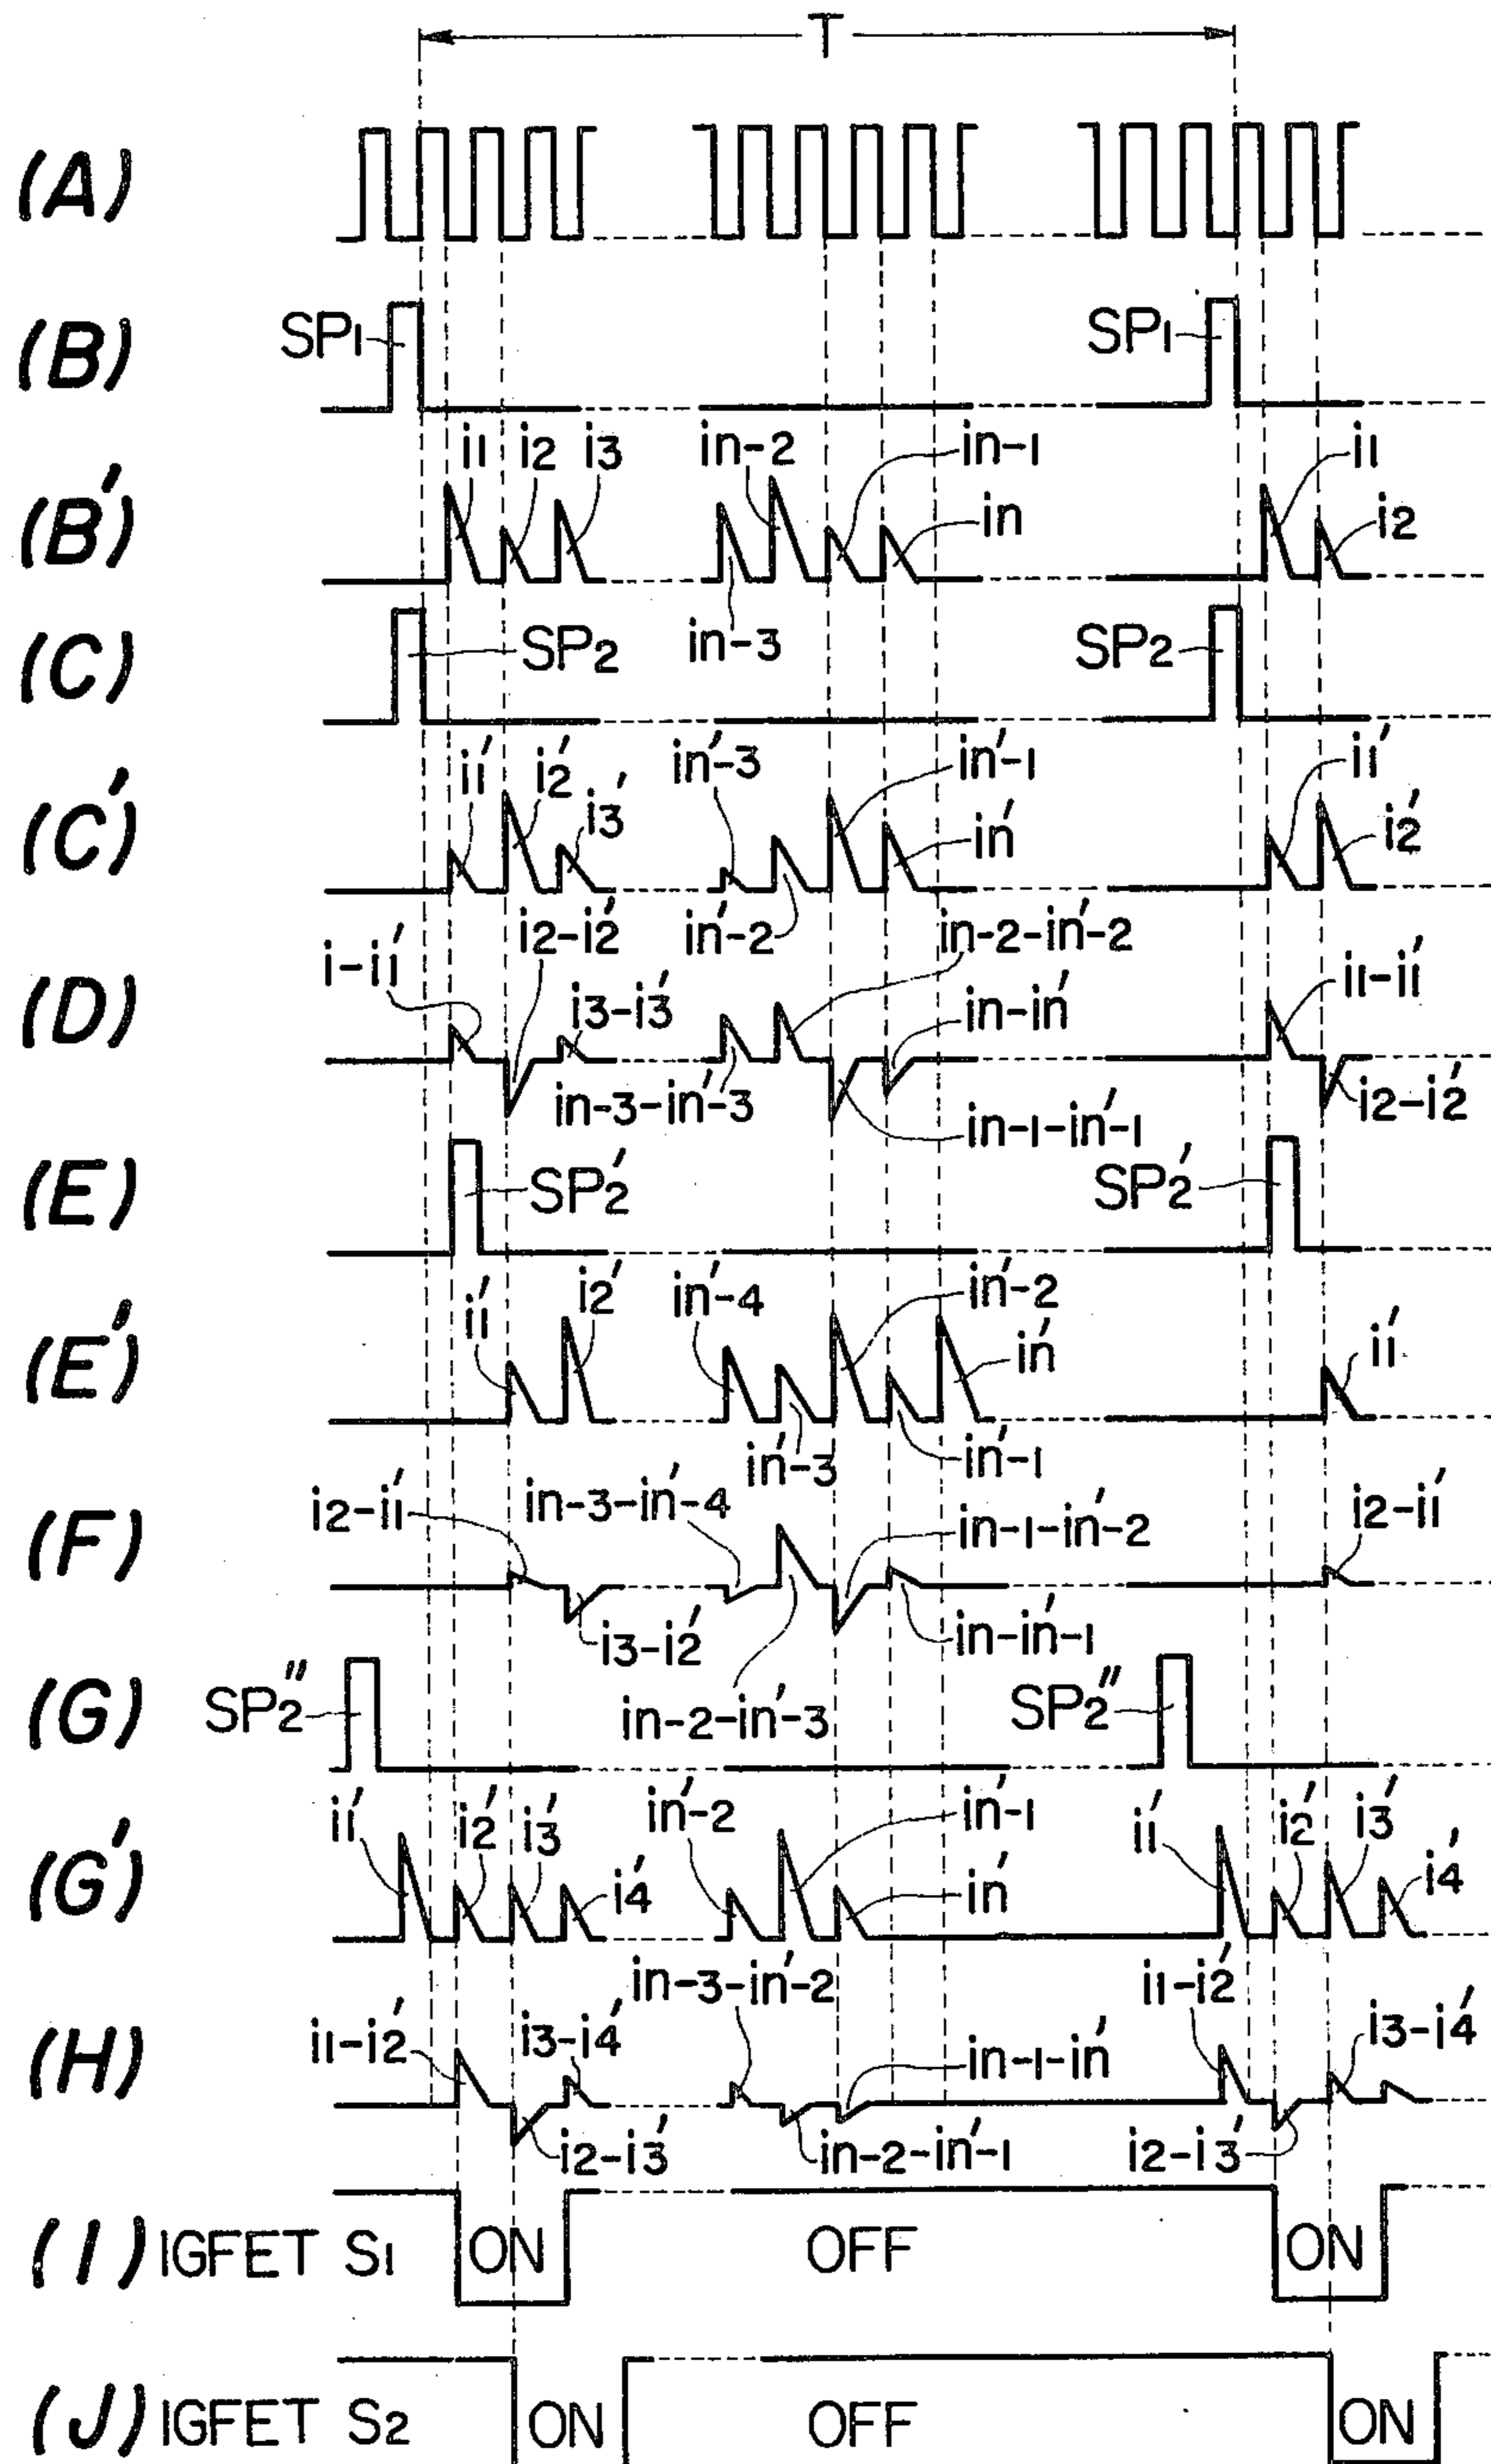 T
(A)
(B) SP1 SP1
(B') i1 i2 i3 in-2 in-1 in i1 i2
in-3
(C) SP2 SP2
(C') i1' i2' i3' in'-3 in'-1 in' i1' i2'
in'-2
(D) i-i1' i2-i2' i3-i3' in-2-in'-2 in-in' i1-i1'
in-3-in'-3 in-1-in'-1 i2-i2'
(E) SP2' SP2'
(E') i1' i2' in'-4 in'-2 in' i1'
in'-3 in'-1
(F) i2-i1' in-3-in'-4 in-1-in'-2 i2-i1'
i3-i2' in-in'-1
(G) SP2" in-2-in'-3 SP2"
(G') i1' i2' i3' i4' in'-2 in'-1 in' i1' i2' i3' i4'
(H) i1-i2' i3-i4' in-3-in'-2 in-1-in' i1-i2' i3-i4'
i2-i3' in-2-in'-1 i2-i3'
(I) IGFET S1 ON OFF ON
(J) IGFET S2 ON OFF ON